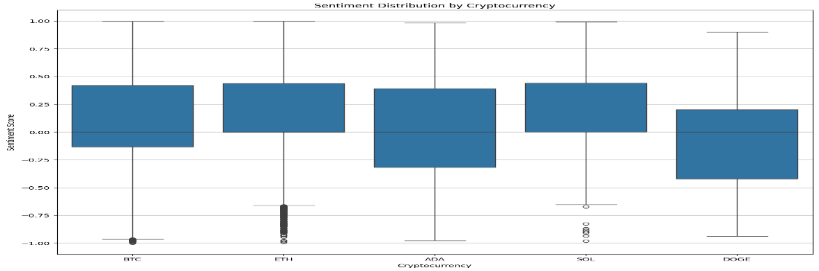 Sentiment Distribution by Cryptocurrency
Sentiment Score
1.00
0.75
0.50
0.25
0.00
−0.25
−0.50
−0.75
−1.00
BTC ETH ADA SOL DOGE
Cryptocurrency